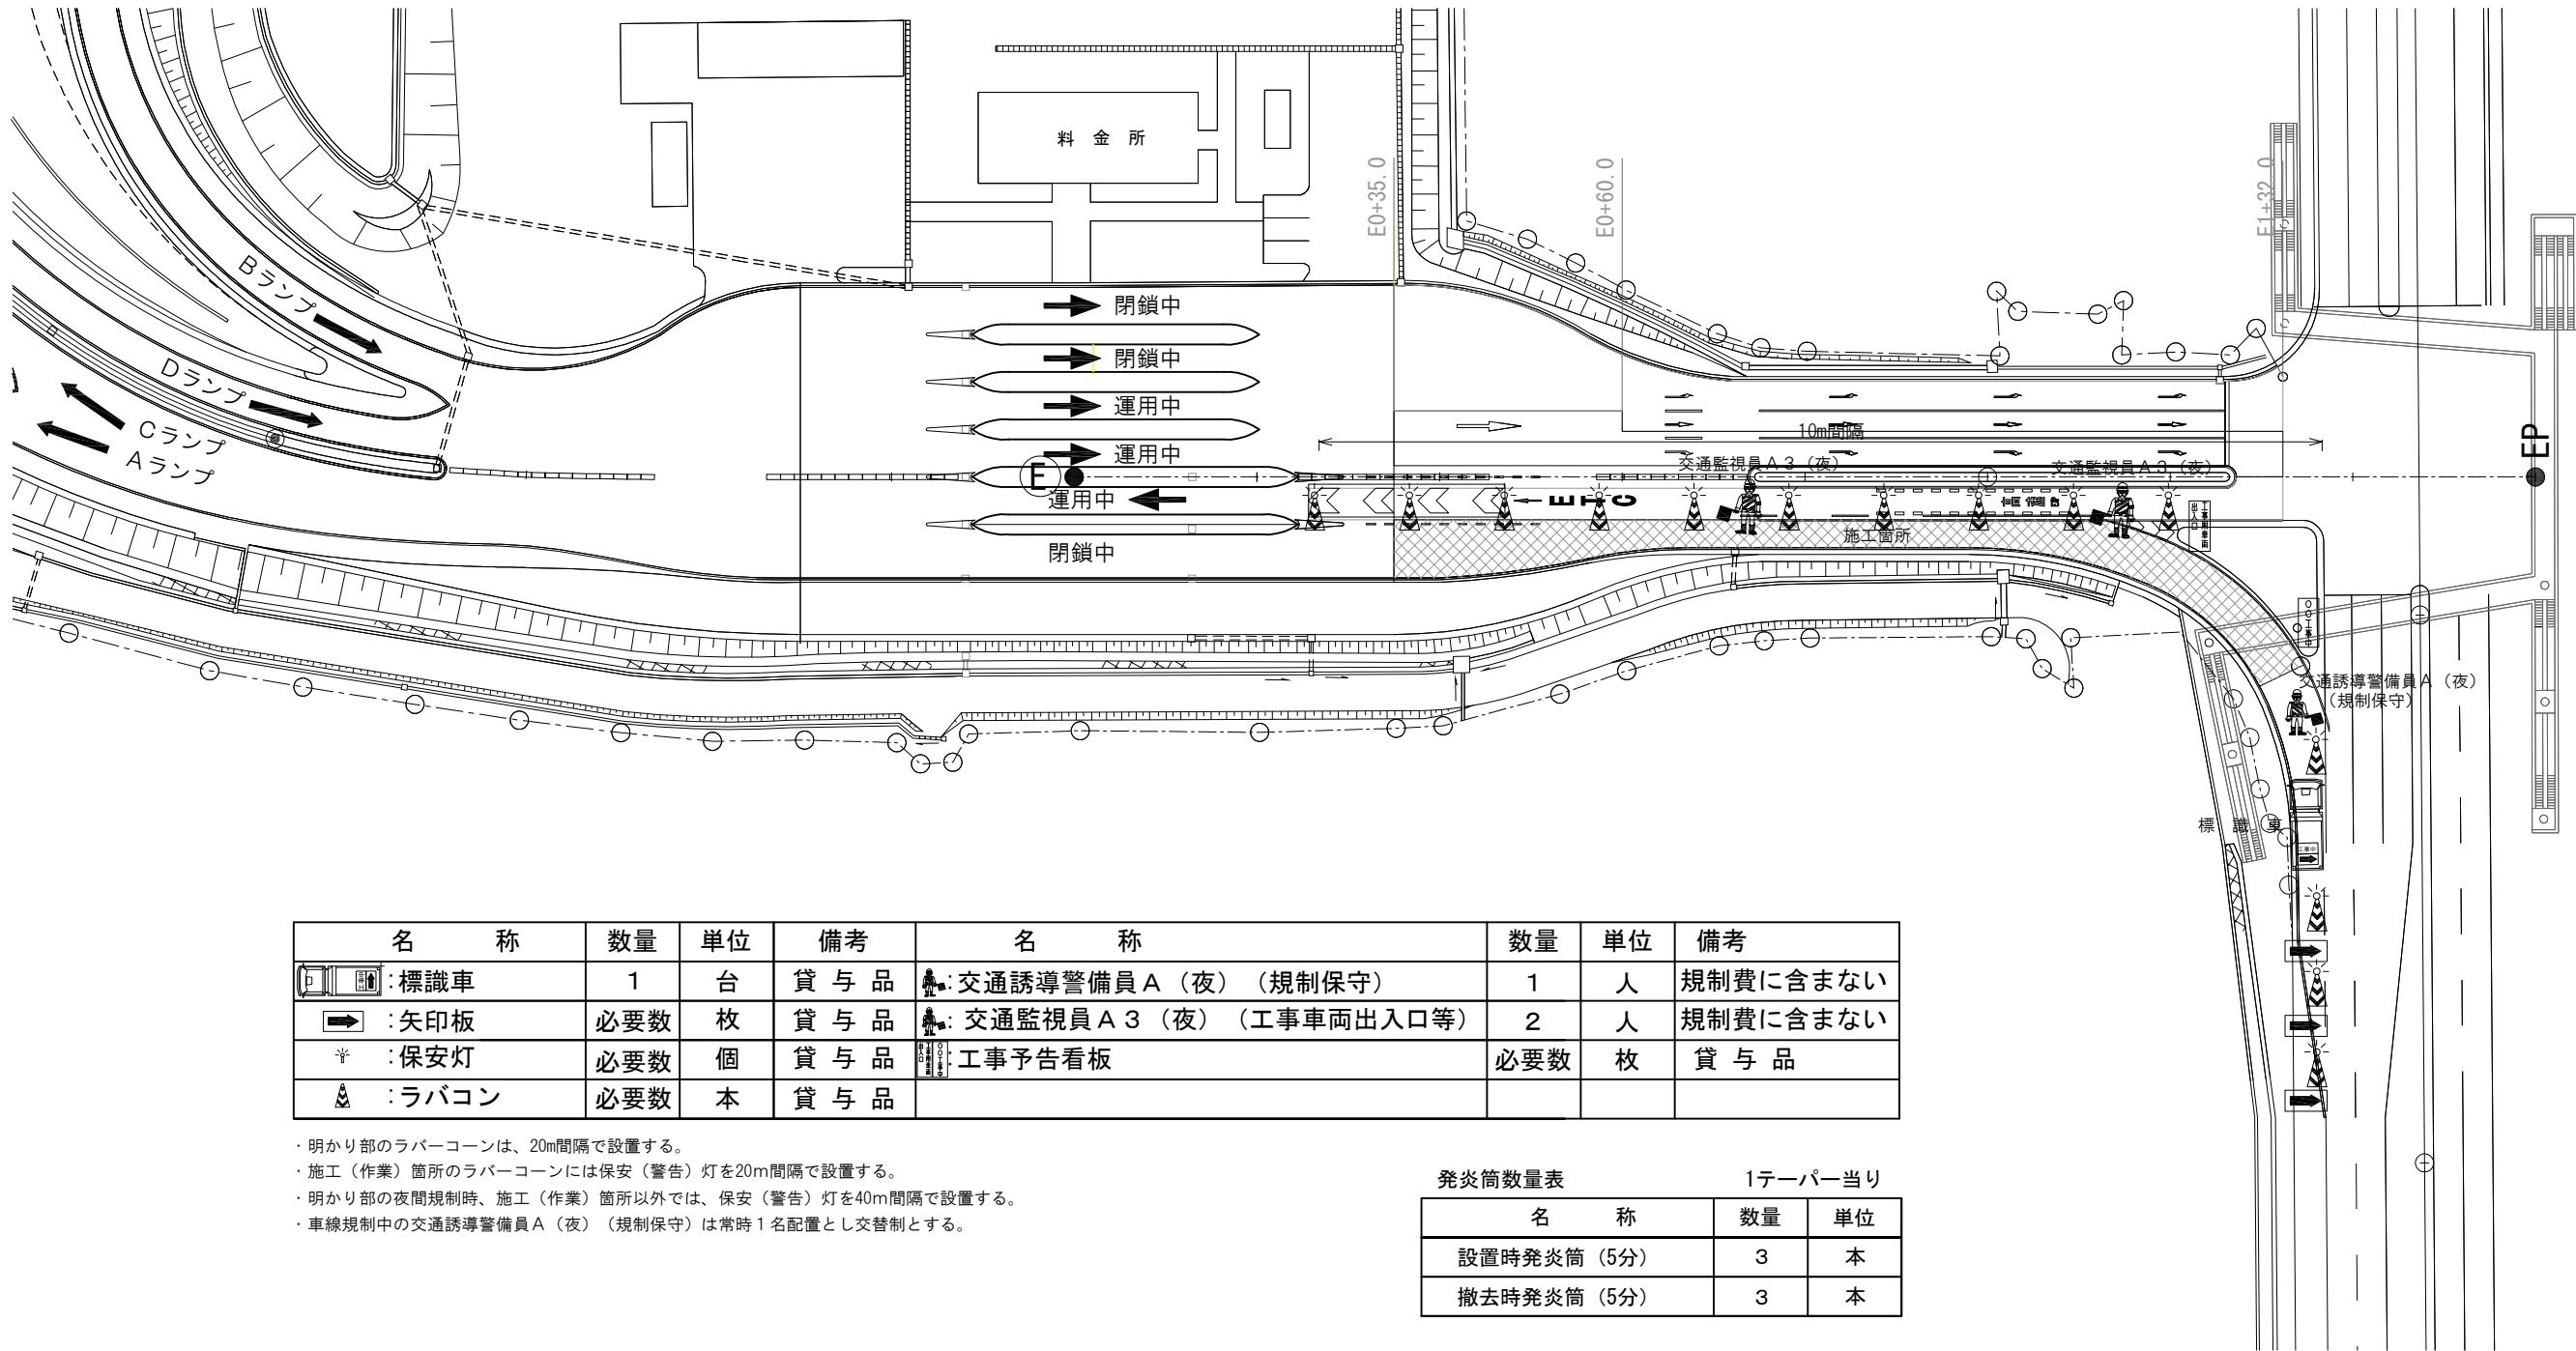 料 金 所
E0+35.0
E0+60.0
E1+32.0
Bランプ
Dランプ
Cランプ
Aランプ
閉鎖中
閉鎖中
運用中
運用中
E
運用中
閉鎖中
10m間隔
交通監視員A3（夜）
交通監視員A3（夜）
EP
ETC
施工箇所
工事用車両
出入口
〇〇工事中
交通誘導警備員A（夜）
（規制保守）
標 識 車
工事中
名 称 数量 単位 備考 名 称 数量 単位 備考
:標識車 1 台 貸 与 品 :交通誘導警備員A（夜）（規制保守） 1 人 規制費に含まない
:矢印板 必要数 枚 貸 与 品 :交通監視員A3（夜）（工事車両出入口等） 2 人 規制費に含まない
:保安灯 必要数 個 貸 与 品 :工事予告看板 必要数 枚 貸 与 品
:ラバコン 必要数 本 貸 与 品
・明かり部のラバーコーンは、20m間隔で設置する。
・施工（作業）箇所のラバーコーンには保安（警告）灯を20m間隔で設置する。
・明かり部の夜間規制時、施工（作業）箇所以外では、保安（警告）灯を40m間隔で設置する。
・車線規制中の交通誘導警備員A（夜）（規制保守）は常時１名配置とし交替制とする。
発炎筒数量表 1テーパー当り
名 称 数量 単位
設置時発炎筒（5分） 3 本
撤去時発炎筒（5分） 3 本